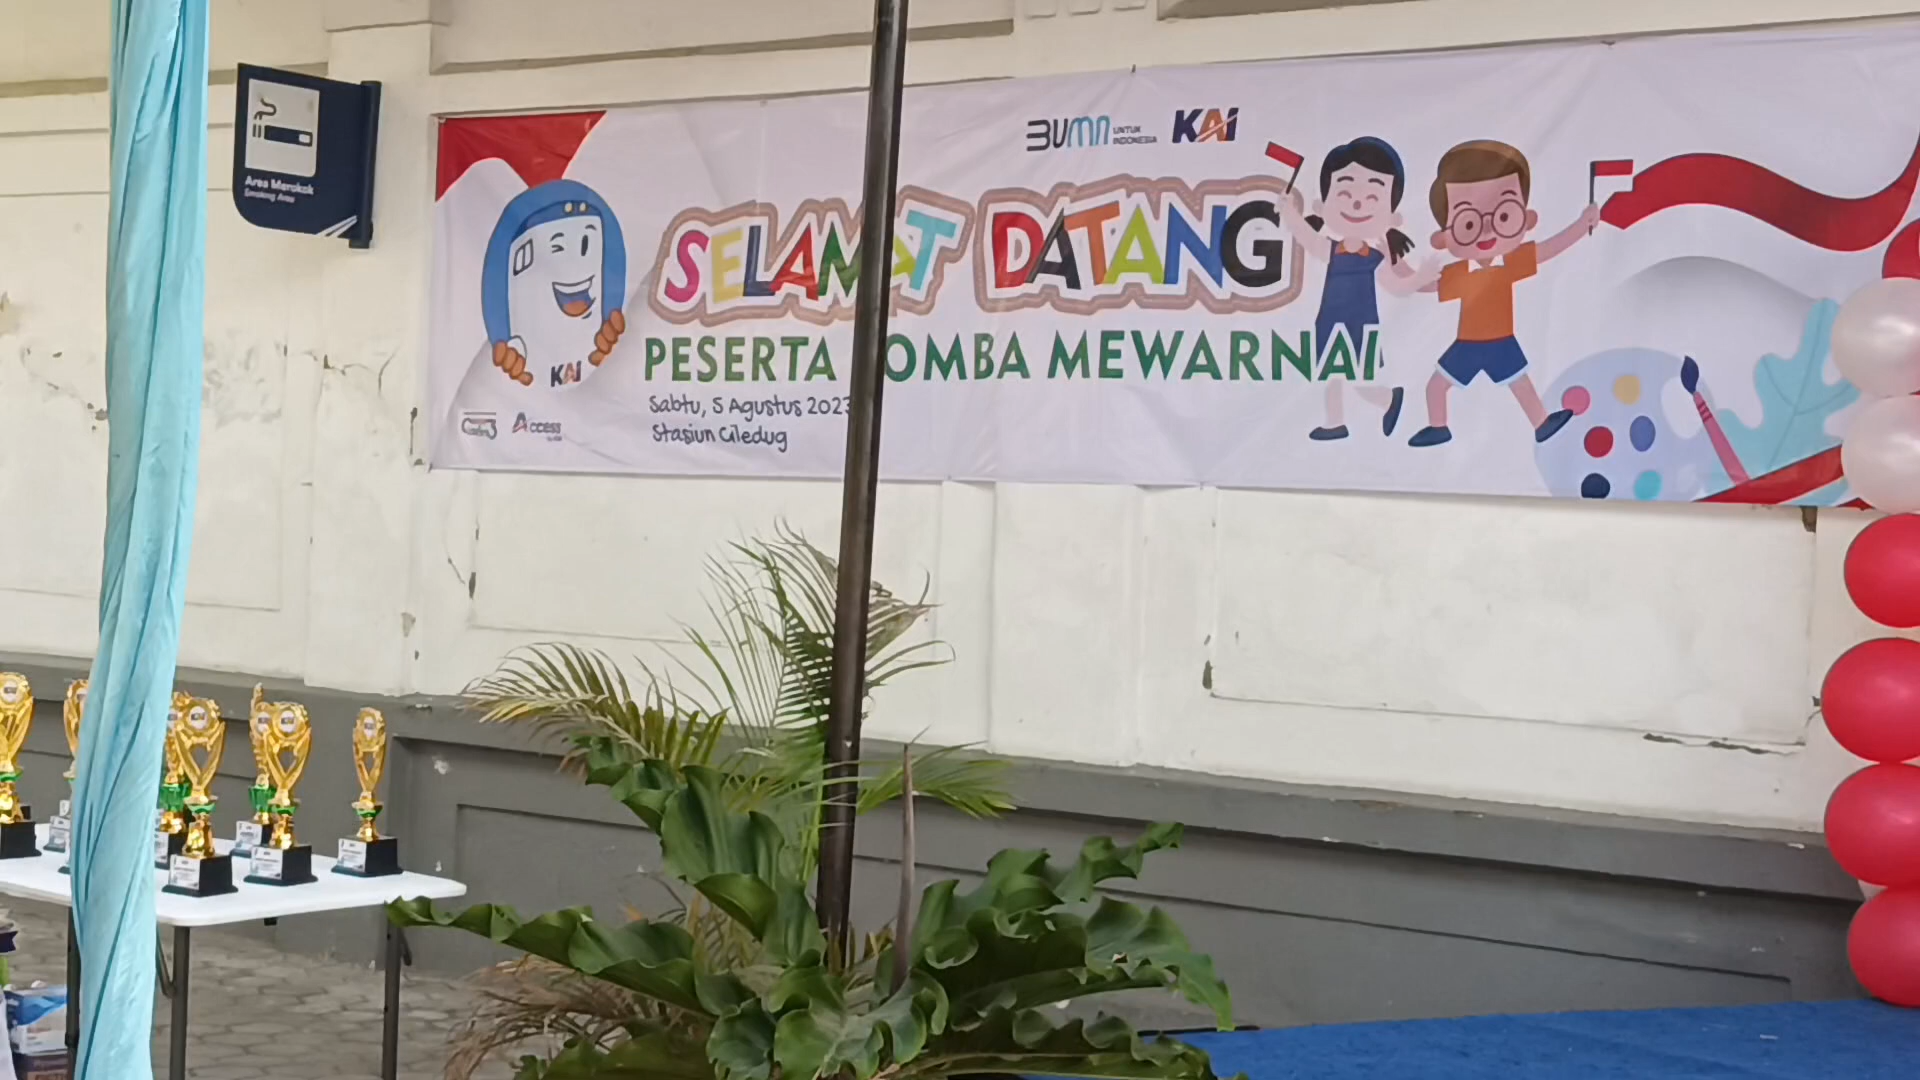 Area Merokok
Smoking Area
BUMN UNTUK INDONESIA KAI
SELAMAT DATANG
PESERTA LOMBA MEWARNAI
Sabtu, 5 Agustus 2023
Stasiun Ciledug
KAI
Access